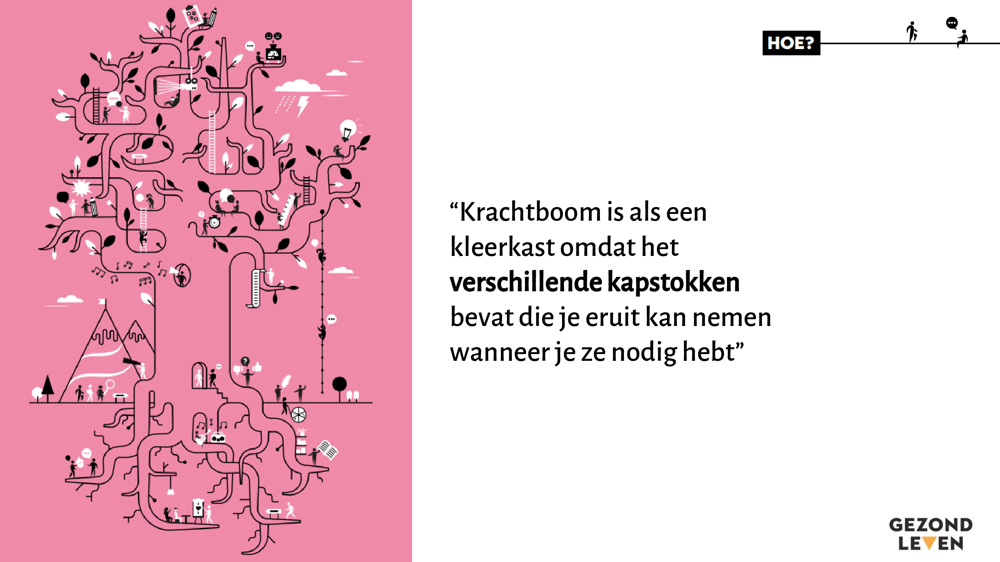 HOE?
“Krachtboom is als een
kleerkast omdat het
verschillende kapstokken
bevat die je eruit kan nemen
wanneer je ze nodig hebt”
GEZOND
LEVEN